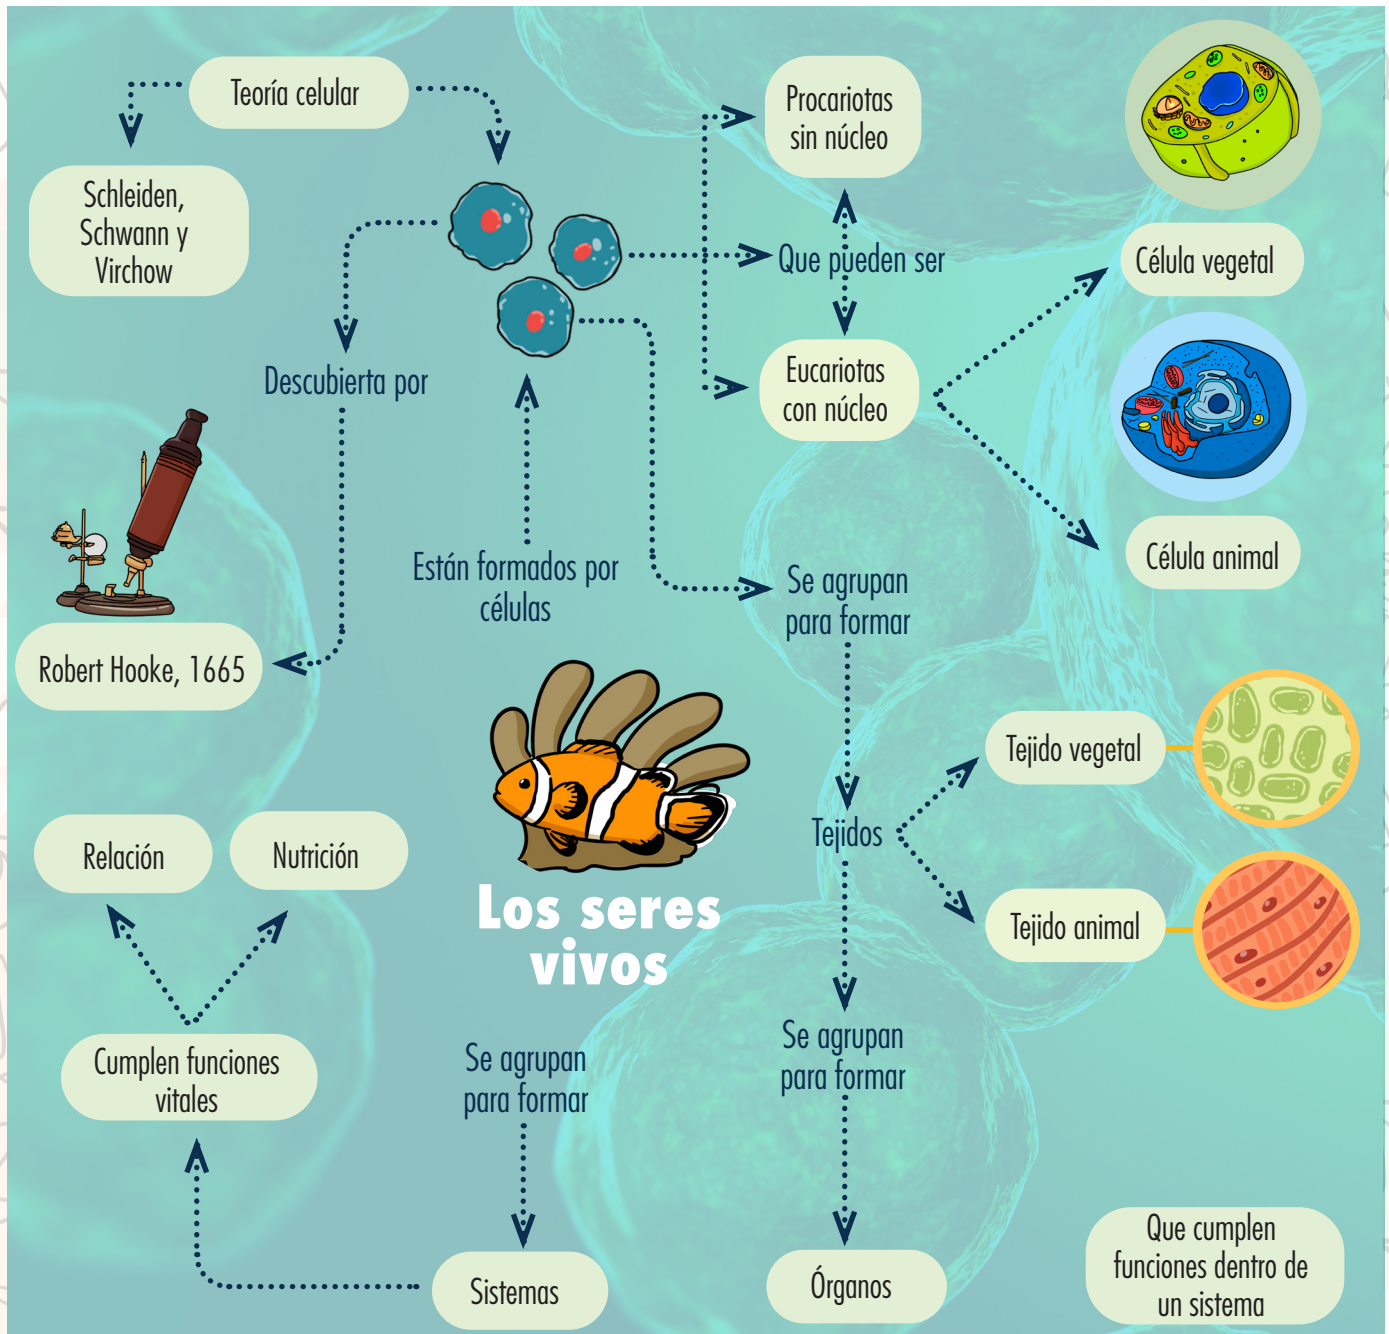 Teoría celular
Schleiden,
Schwann y
Virchow
Procariotas
sin núcleo
Que pueden ser
Eucariotas
con núcleo
Célula vegetal
Célula animal
Descubierta por
Robert Hooke, 1665
Están formados por
células
Se agrupan
para formar
Tejidos
Tejido vegetal
Tejido animal
Los seres
vivos
Relación
Nutrición
Cumplen funciones
vitales
Se agrupan
para formar
Sistemas
Se agrupan
para formar
Órganos
Que cumplen
funciones dentro de
un sistema